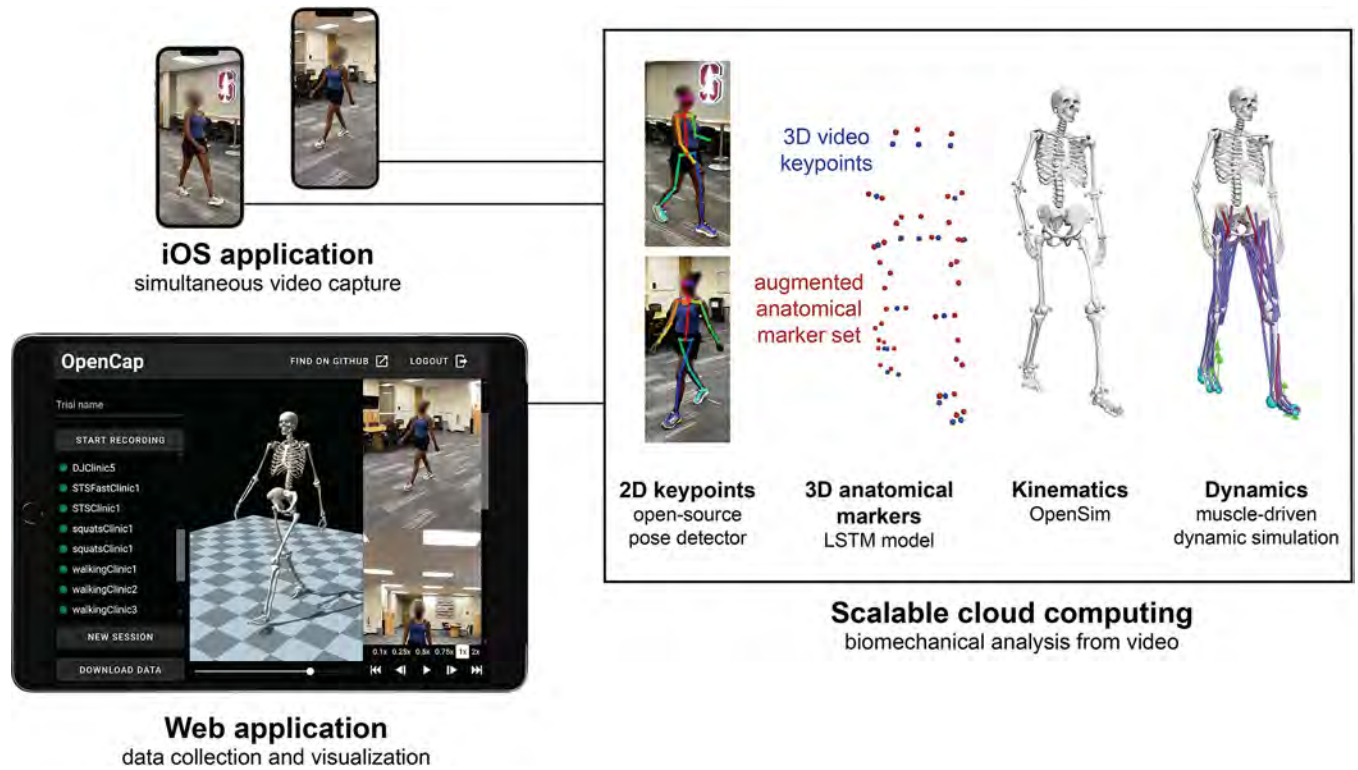 iOS application
simultaneous video capture
OpenCap
FIND ON GITHUB
LOGOUT
Trial name
START RECORDING
DJClinic5
STSFastClinic1
STSClinic1
squatsClinic1
squatsClinic1
walkingClinic1
walkingClinic2
walkingClinic3
NEW SESSION
DOWNLOAD DATA
0.1x 0.25x 0.5x 0.75x 1x 2x
Web application
data collection and visualization
S
S
3D video
keypoints
augmented
anatomical
marker set
2D keypoints
open-source
pose detector
3D anatomical
markers
LSTM model
Kinematics
OpenSim
Dynamics
muscle-driven
dynamic simulation
Scalable cloud computing
biomechanical analysis from video